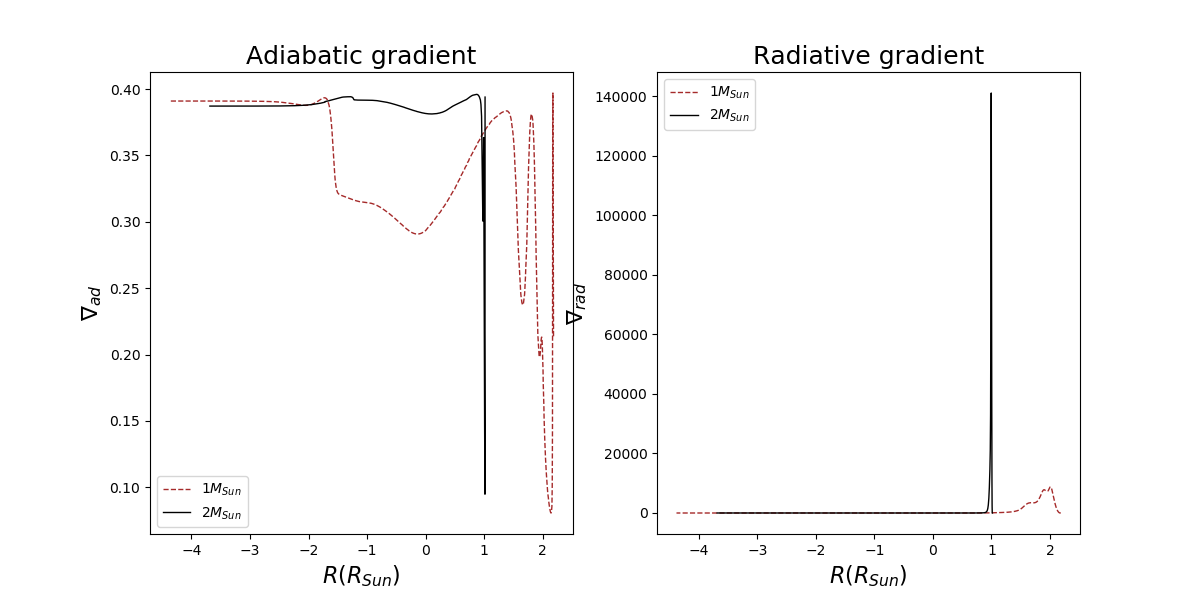 Adiabatic gradient
0.40
0.35
0.30
0.25
0.20
0.15
0.10
∇ad
−4 −3 −2 −1 0 1 2
R(RSun)
1MSun
2MSun
Radiative gradient
140000
120000
100000
80000
60000
40000
20000
0
∇rad
−4 −3 −2 −1 0 1 2
R(RSun)
1MSun
2MSun